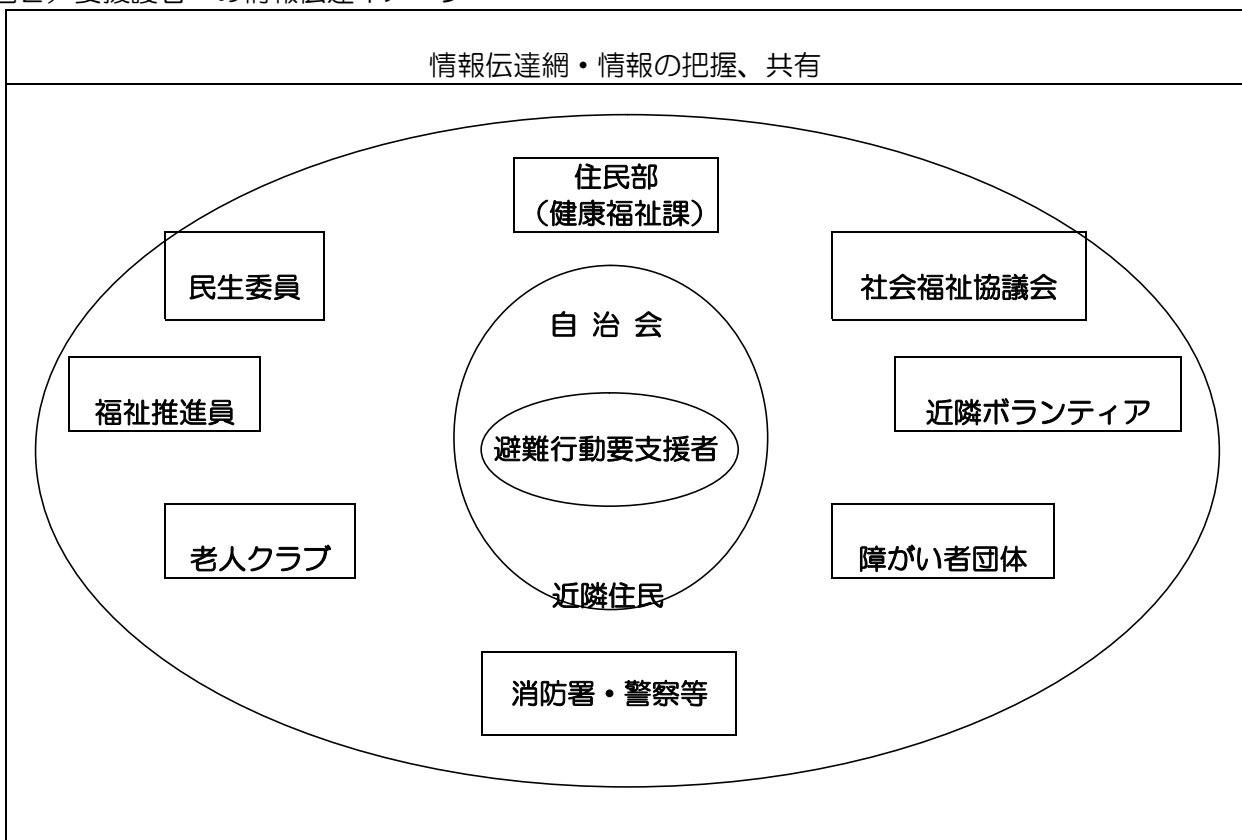 情報伝達網・情報の把握、共有
住民部
（健康福祉課）
民生委員
社会福祉協議会
自 治 会
福祉推進員
近隣ボランティア
避難行動要支援者
老人クラブ
障がい者団体
近隣住民
消防署・警察等